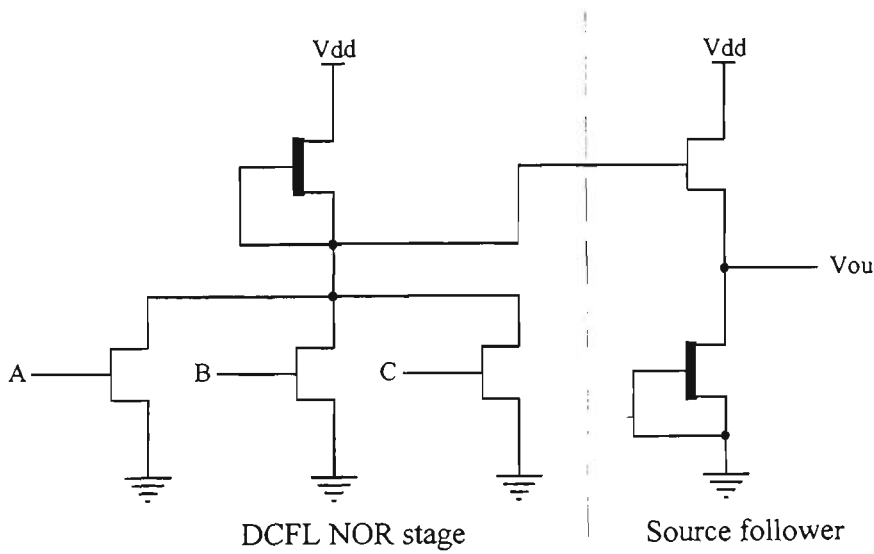 Vdd
Vdd
Vou
A
B
C
DCFL NOR stage
Source follower